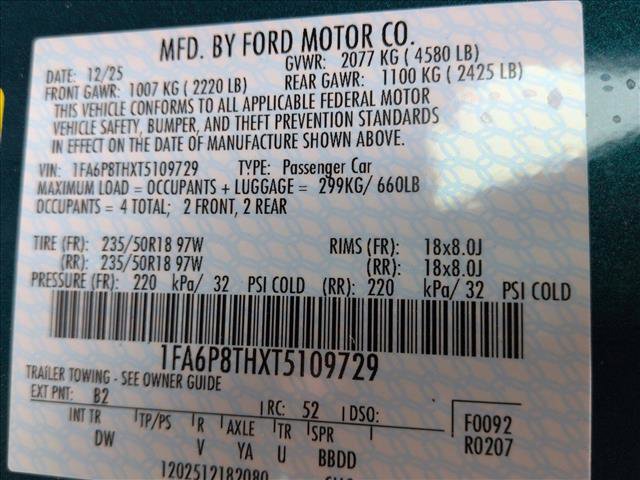 MFD. BY FORD MOTOR CO.
DATE: 12/25 GVWR: 2077 KG (4580 LB)
FRONT GAWR: 1007 KG (2220 LB) REAR GAWR: 1100 KG (2425 LB)
THIS VEHICLE CONFORMS TO ALL APPLICABLE FEDERAL MOTOR
VEHICLE SAFETY, BUMPER, AND THEFT PREVENTION STANDARDS
IN EFFECT ON THE DATE OF MANUFACTURE SHOWN ABOVE.
VIN: 1FA6P8THXT5109729 TYPE: Passenger Car
MAXIMUM LOAD = OCCUPANTS + LUGGAGE = 299KG/ 660LB
OCCUPANTS = 4 TOTAL; 2 FRONT, 2 REAR
TIRE (FR): 235/50R18 97W RIMS (FR): 18x8.0J
(RR): 235/50R18 97W (RR): 18x8.0J
PRESSURE (FR): 220 kPa/ 32 PSI COLD (RR): 220 kPa/ 32 PSI COLD
1FA6P8THXT5109729
TRAILER TOWING - SEE OWNER GUIDE
EXT PNT: B2 RC: 52 DSO: F0092
INT TR TP/PS R AXLE TR SPR R0207
DW V YA U BBDD
1202512182080